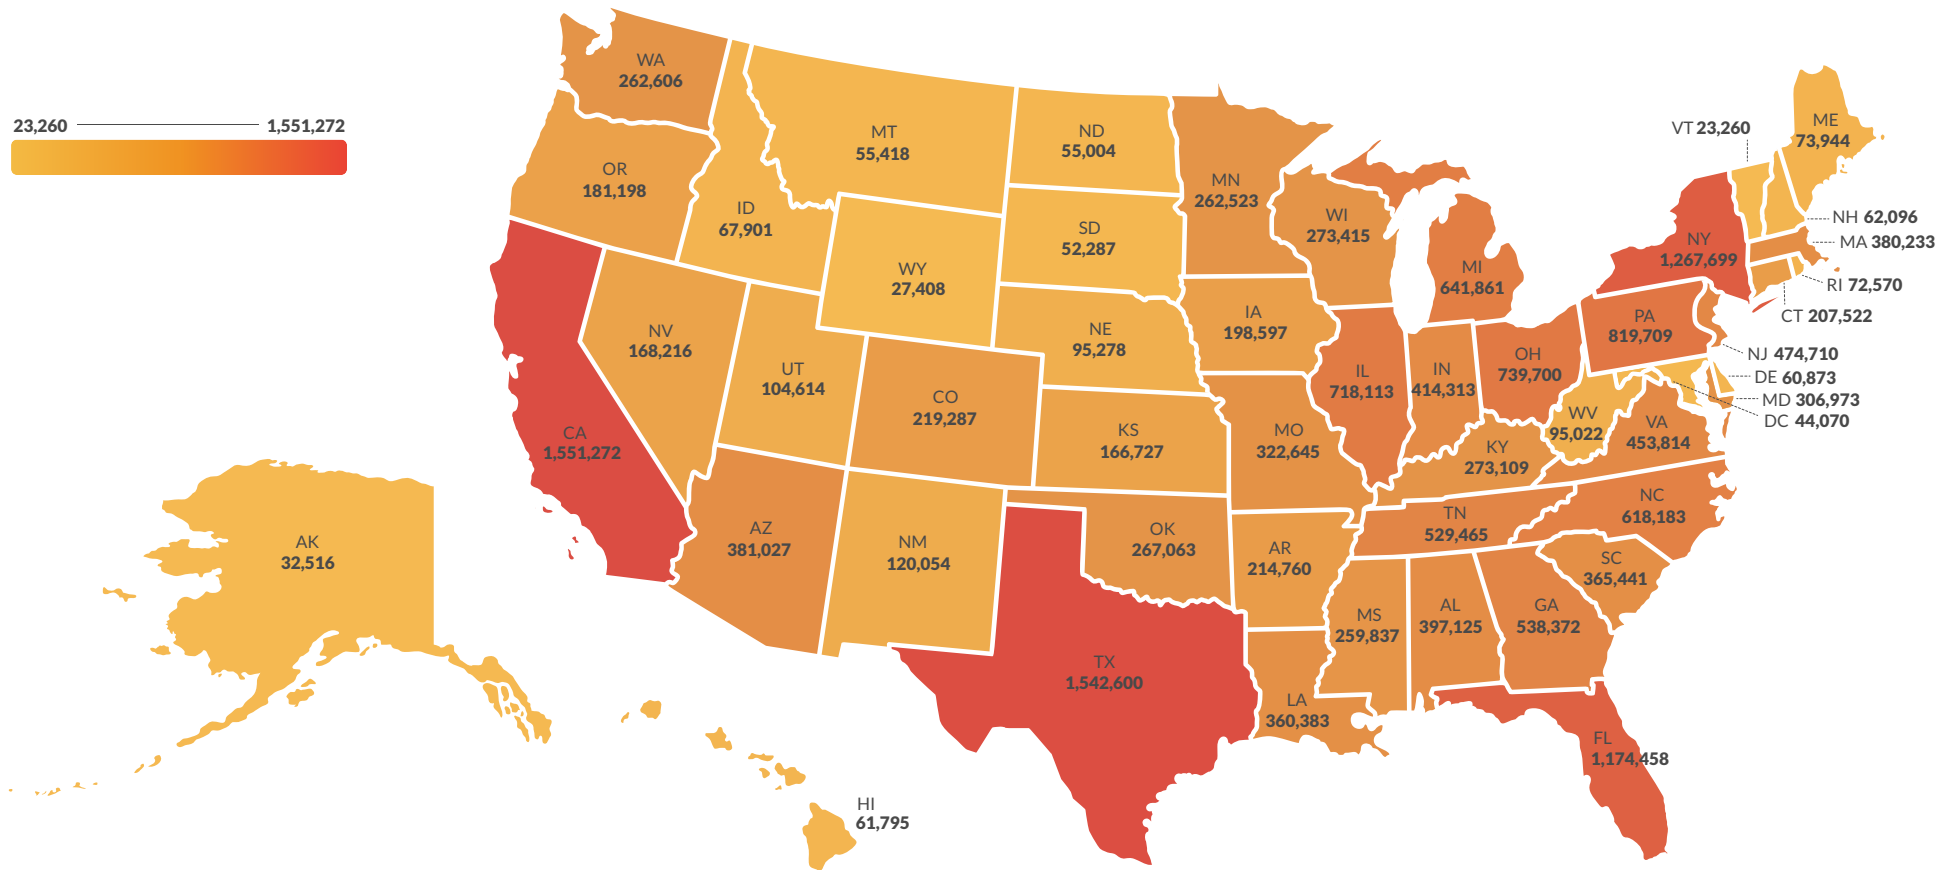 23,260
1,551,272
WA
262,606
OR
181,198
ID
67,901
MT
55,418
ND
55,004
MN
262,523
WI
273,415
SD
52,287
WY
27,408
NE
95,278
IA
198,597
MI
641,861
VT 23,260
ME
73,944
NH 62,096
MA 380,233
NY
1,267,699
RI 72,570
CT 207,522
PA
819,709
NJ 474,710
DE 60,873
MD 306,973
DC 44,070
NV
168,216
UT
104,614
CO
219,287
KS
166,727
MO
322,645
IL
718,113
IN
414,313
OH
739,700
WV
95,022
VA
453,814
KY
273,109
CA
1,551,272
AZ
381,027
NM
120,054
OK
267,063
AR
214,760
TN
529,465
NC
618,183
SC
365,441
MS
259,837
AL
397,125
GA
538,372
TX
1,542,600
LA
360,383
FL
1,174,458
AK
32,516
HI
61,795